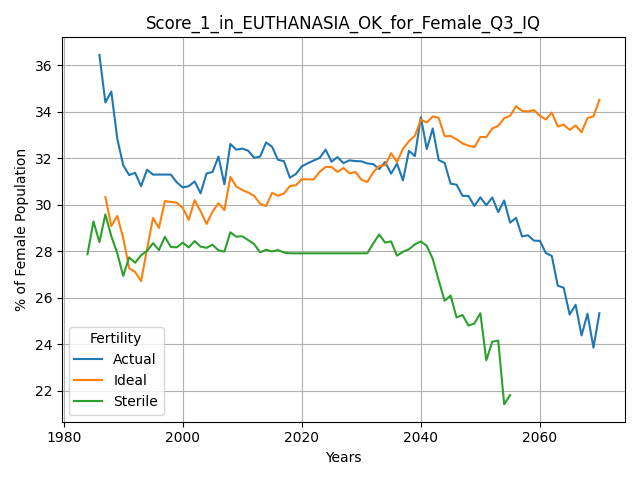 Score_1_in_EUTHANASIA_OK_for_Female_Q3_IQ
% of Female Population
36
34
32
30
28
26
24
22
Fertility
Actual
Ideal
Sterile
1980 2000 2020 2040 2060
Years